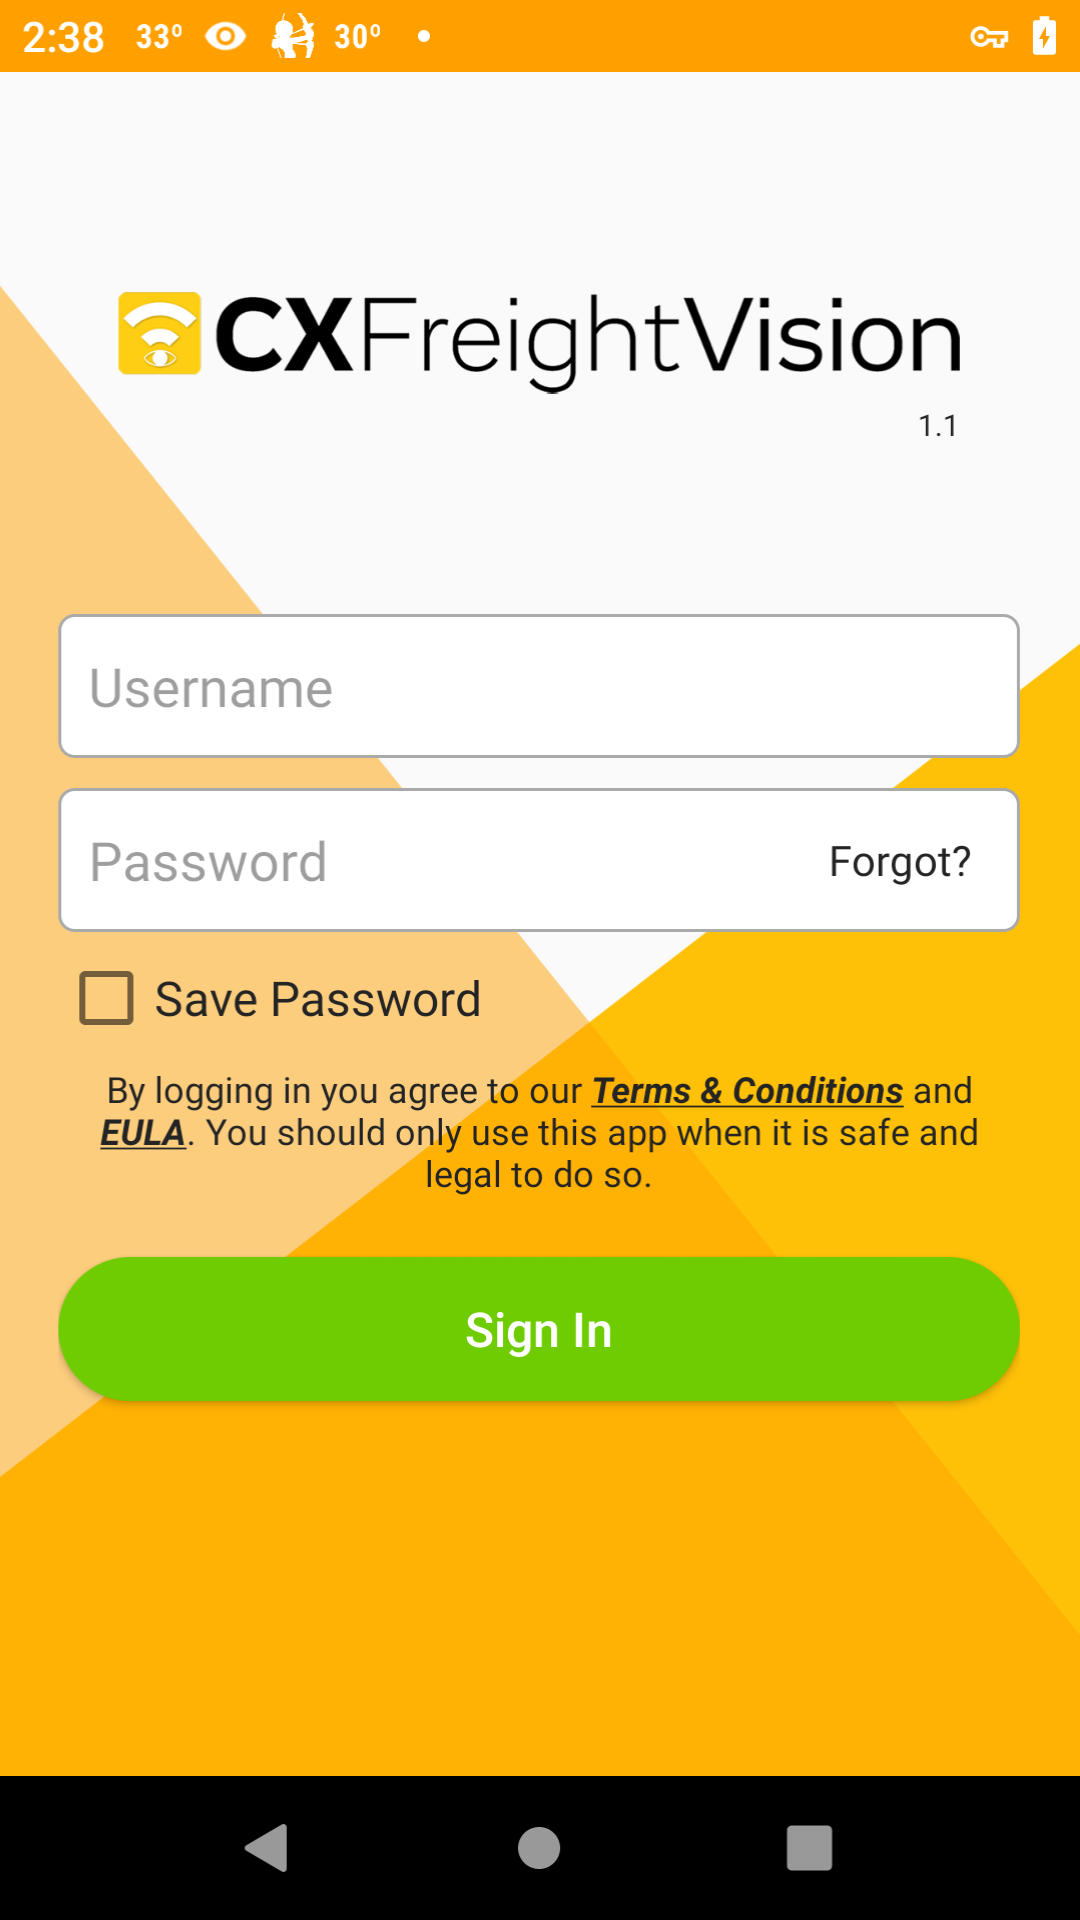 2:38 33º 30º
CXFreightVision
1.1
Username
Password Forgot?
Save Password
By logging in you agree to our Terms & Conditions and
EULA. You should only use this app when it is safe and
legal to do so.
Sign In